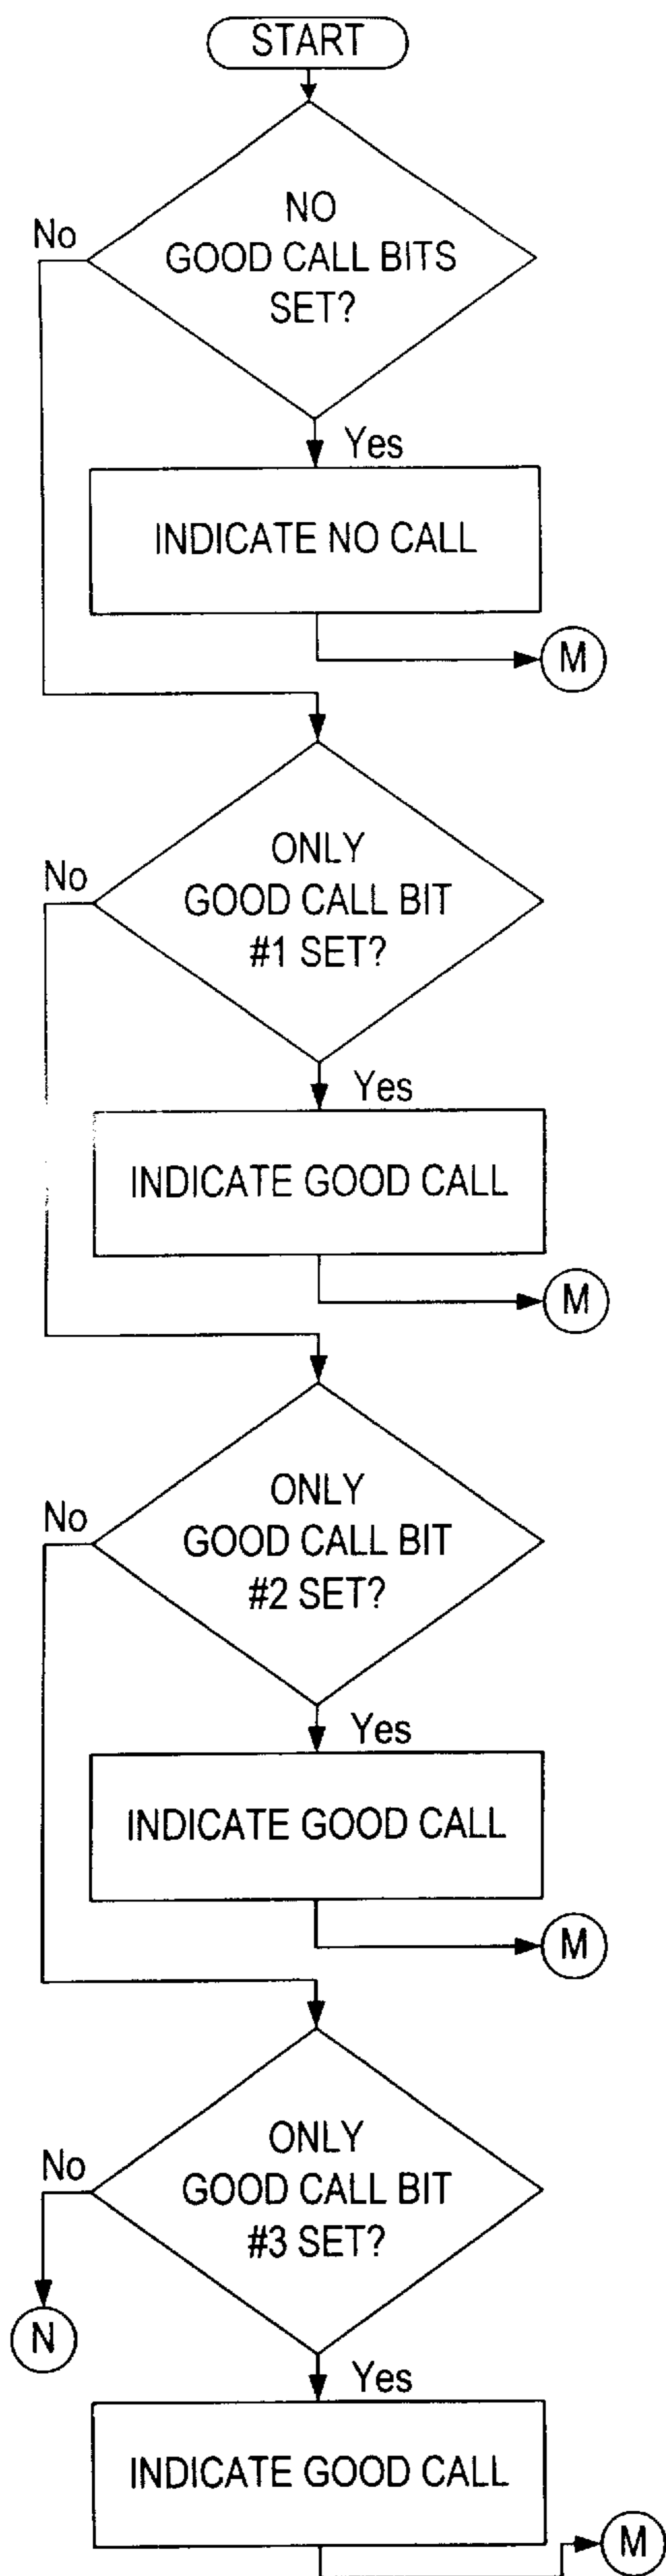 START
NO
GOOD CALL BITS
SET?
No
Yes
INDICATE NO CALL
M
ONLY
GOOD CALL BIT
#1 SET?
No
Yes
INDICATE GOOD CALL
M
ONLY
GOOD CALL BIT
#2 SET?
No
Yes
INDICATE GOOD CALL
M
ONLY
GOOD CALL BIT
#3 SET?
No
N
Yes
INDICATE GOOD CALL
M